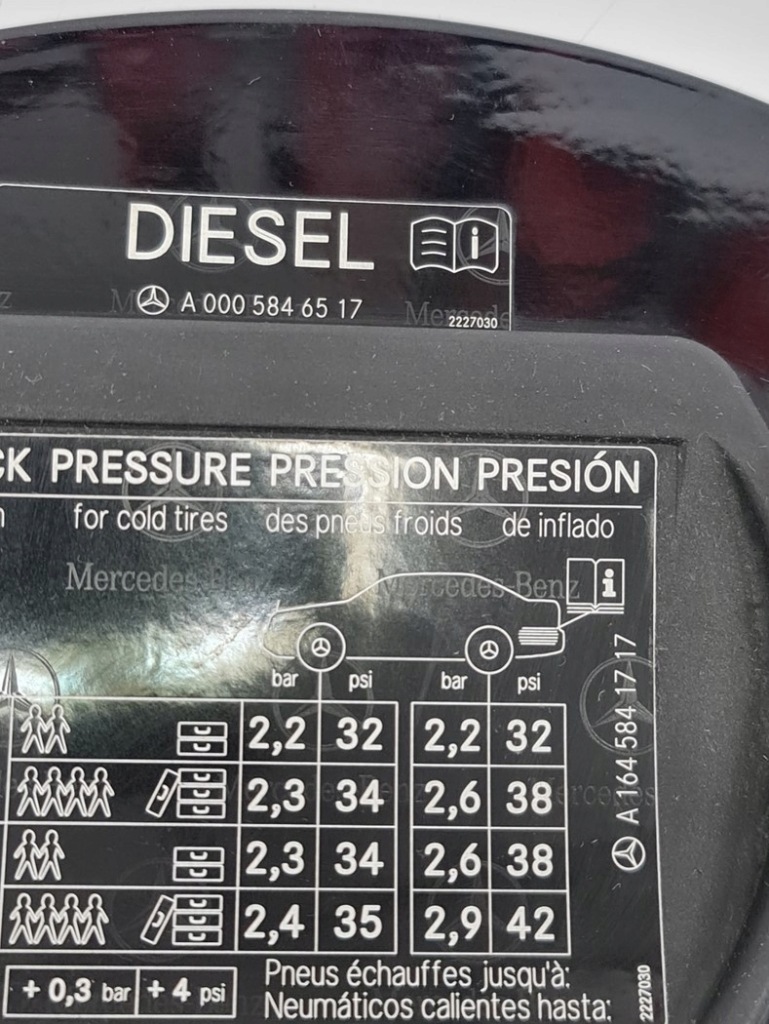 DIESEL
A 000 584 65 17
2227030
CK PRESSURE PRESSION PRESIÓN
for cold tires des pneus froids de inflado
Mercedes-Benz Mercedes-Benz
bar psi bar psi
2,2 32 2,2 32
2,3 34 2,6 38
2,3 34 2,6 38
2,4 35 2,9 42
A 164 584 17 17
+ 0,3 bar + 4 psi
Pneus échauffes jusqu'à:
Neumáticos calientes hasta:
2227030